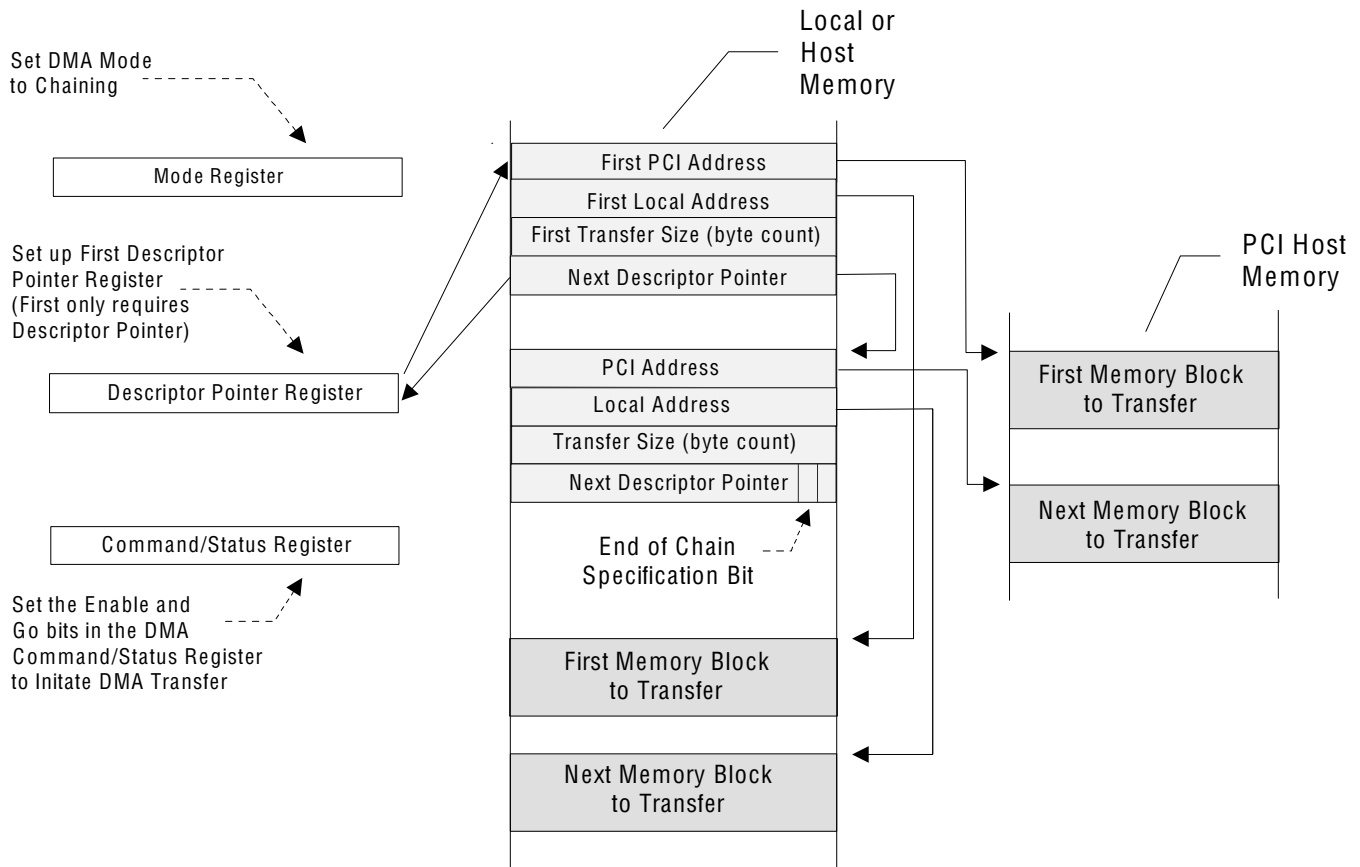 Local or
Host
Memory
Set DMA Mode
to Chaining
Mode Register
Set up First Descriptor
Pointer Register
(First only requires
Descriptor Pointer)
Descriptor Pointer Register
Command/Status Register
Set the Enable and
Go bits in the DMA
Command/Status Register
to Initate DMA Transfer
First PCI Address
First Local Address
First Transfer Size (byte count)
Next Descriptor Pointer
PCI Address
Local Address
Transfer Size (byte count)
Next Descriptor Pointer
End of Chain
Specification Bit
First Memory Block
to Transfer
Next Memory Block
to Transfer
PCI Host
Memory
First Memory Block
to Transfer
Next Memory Block
to Transfer